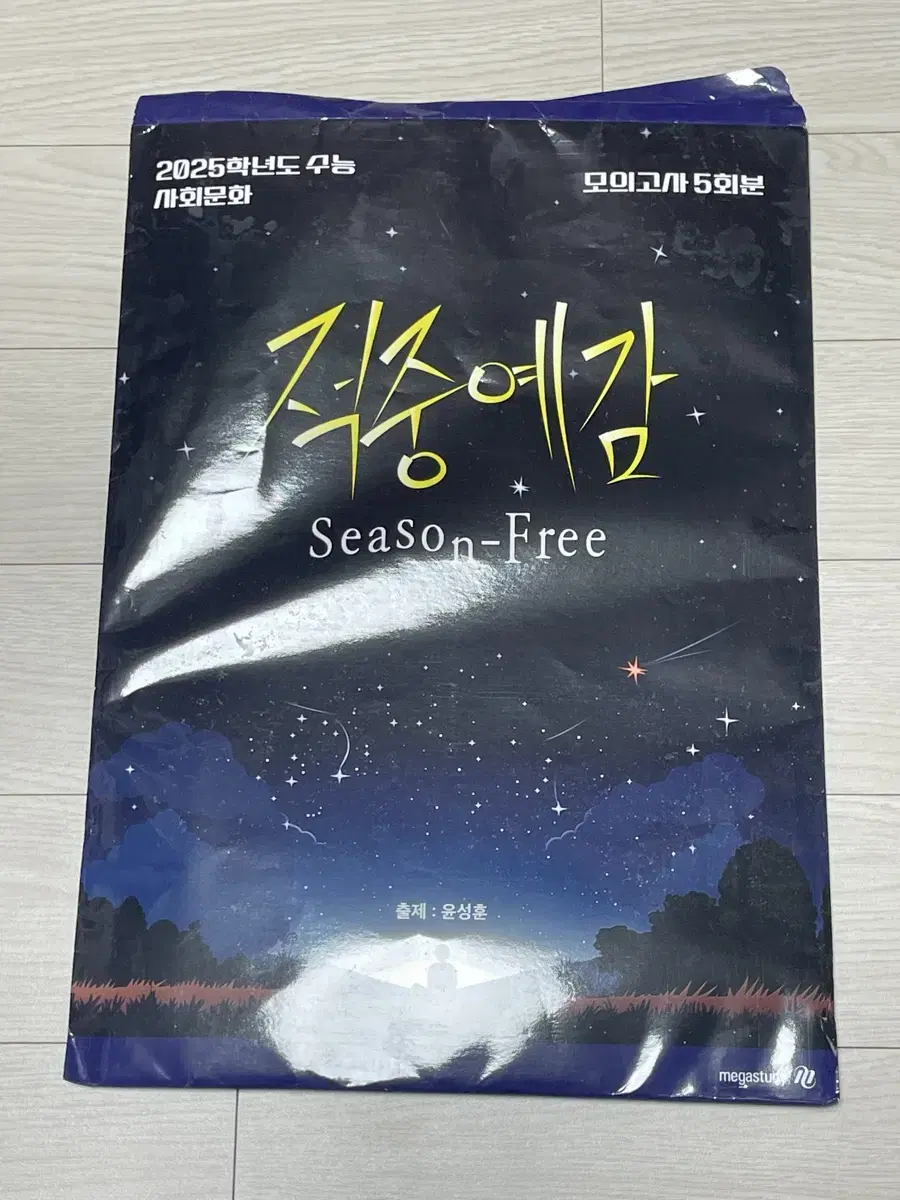 2025학년도 수능
사회문화
모의고사 5회분
적중예감
Season-Free
출제 : 윤성훈
megastudy